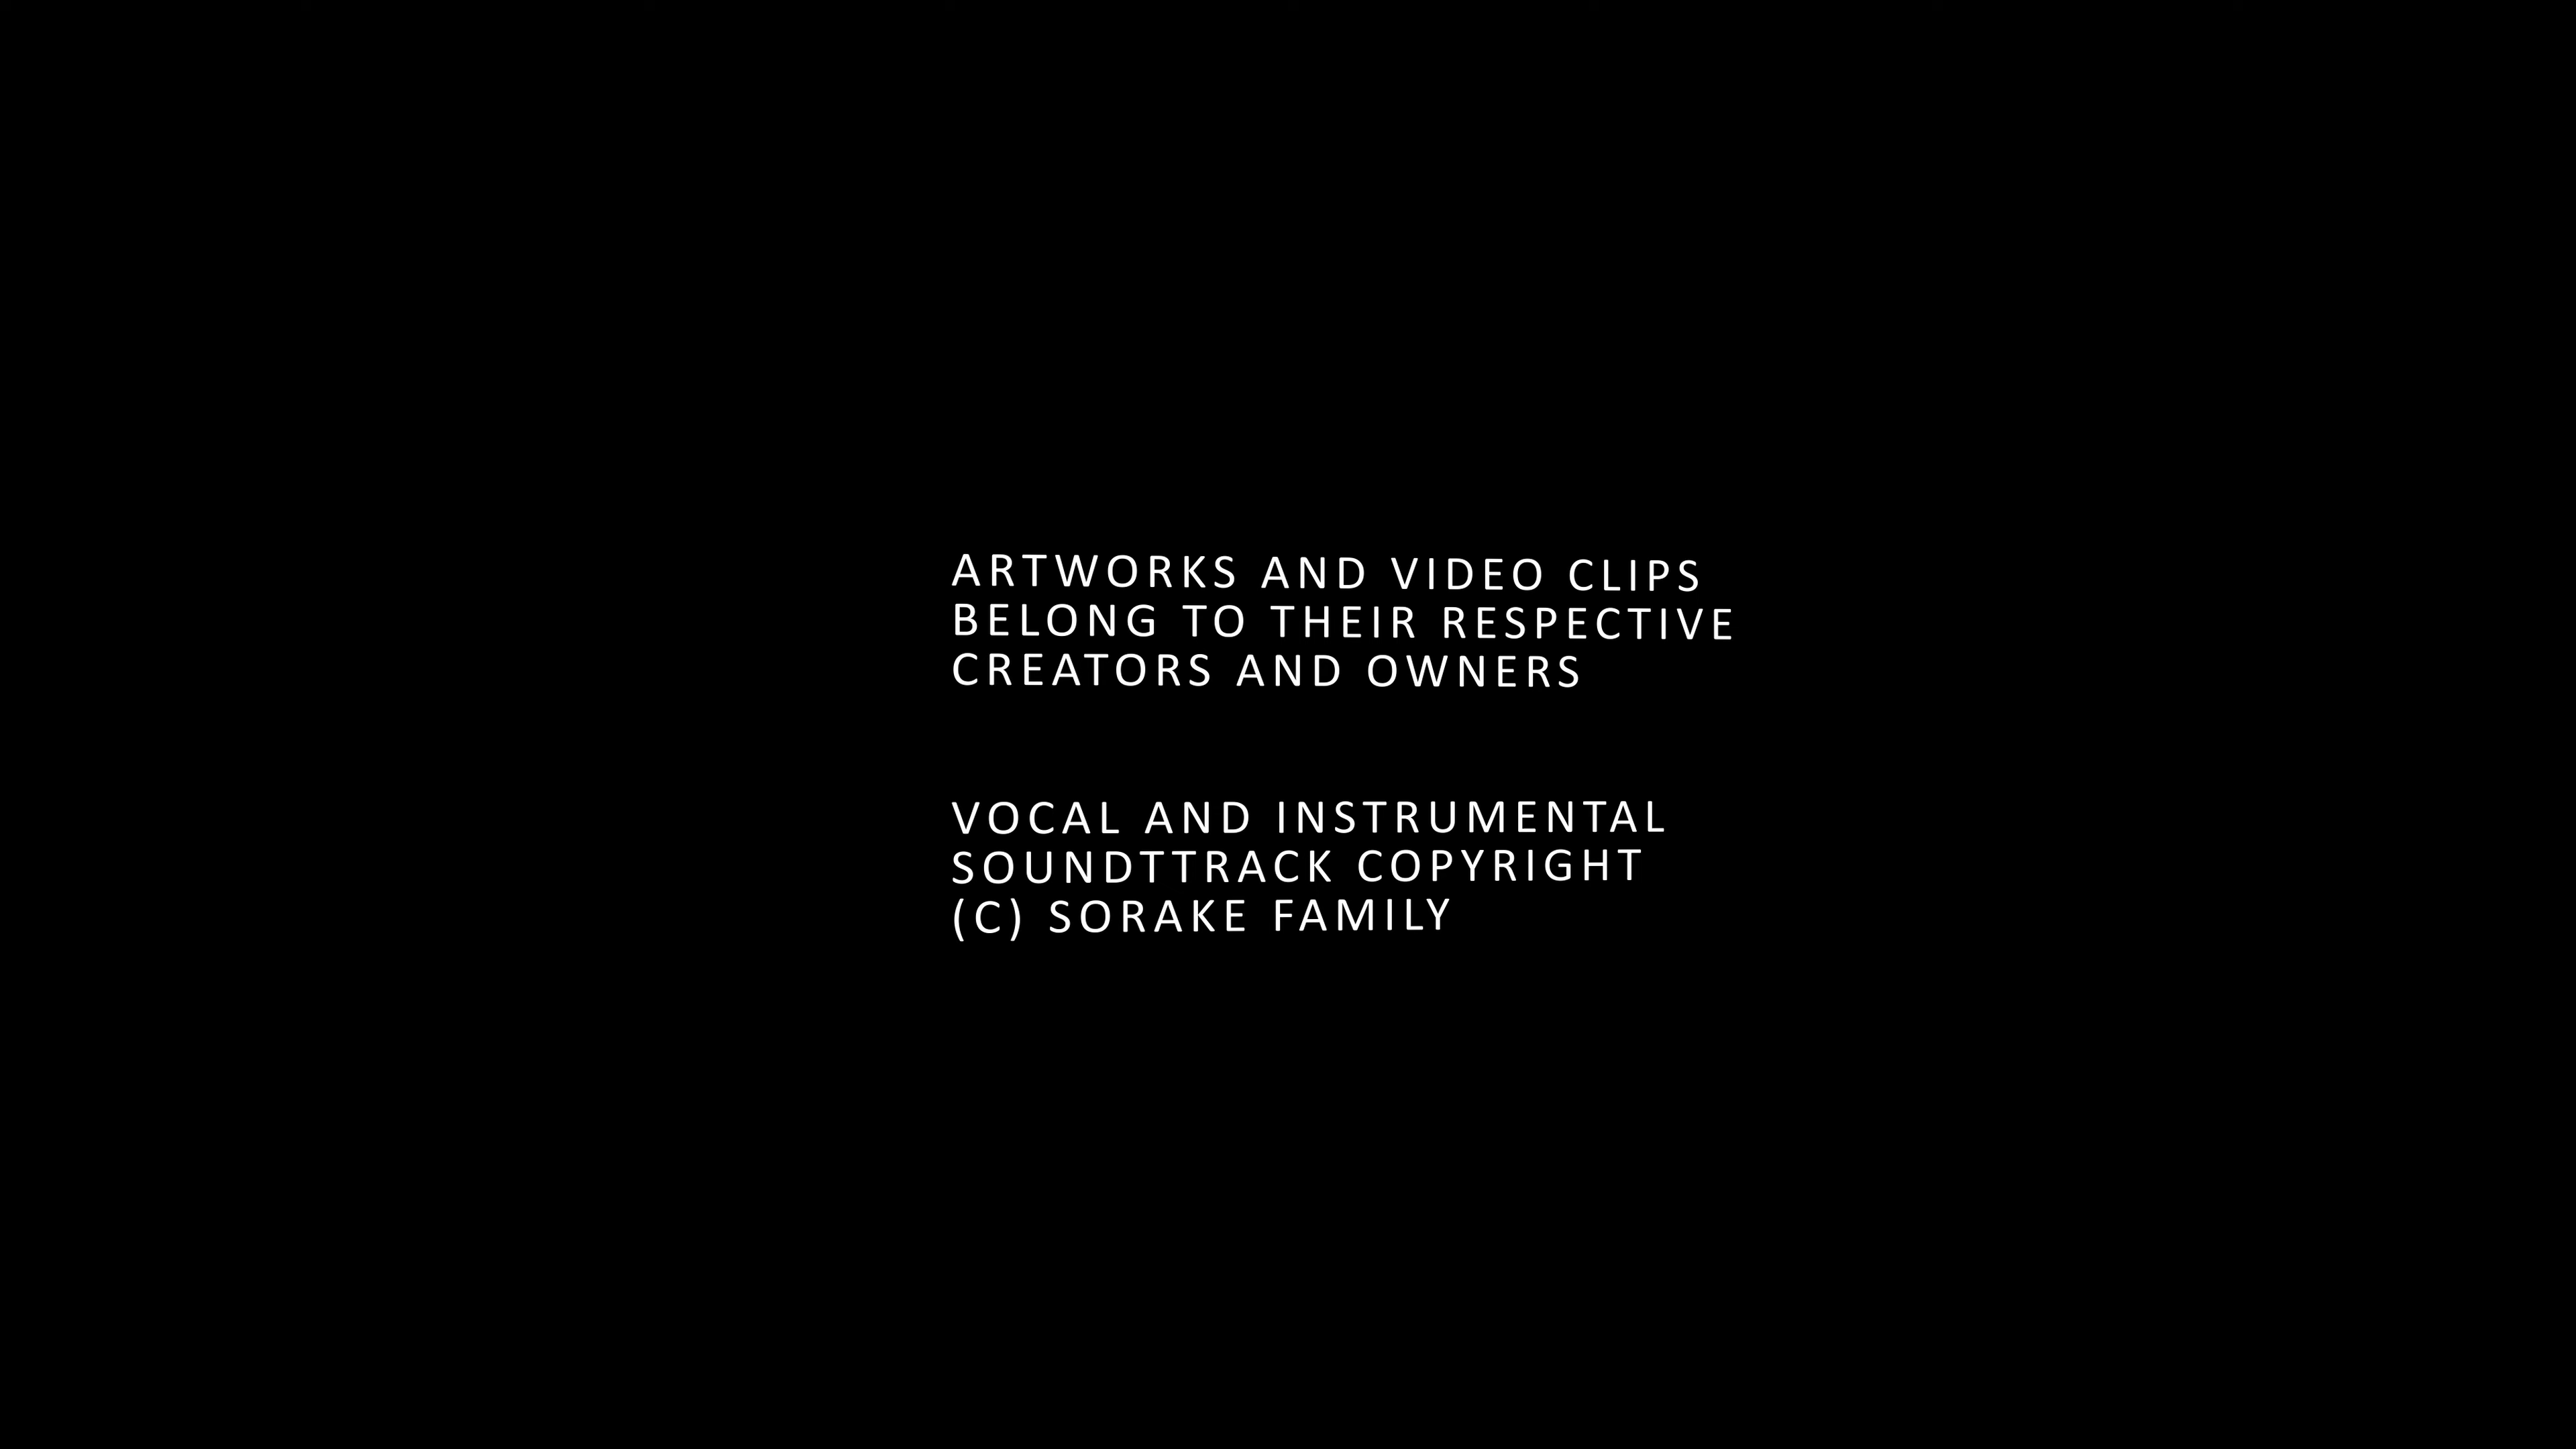 ARTWORKS AND VIDEO CLIPS
BELONG TO THEIR RESPECTIVE
CREATORS AND OWNERS
VOCAL AND INSTRUMENTAL
SOUNDTTRACK COPYRIGHT
(C) SORAKE FAMILY